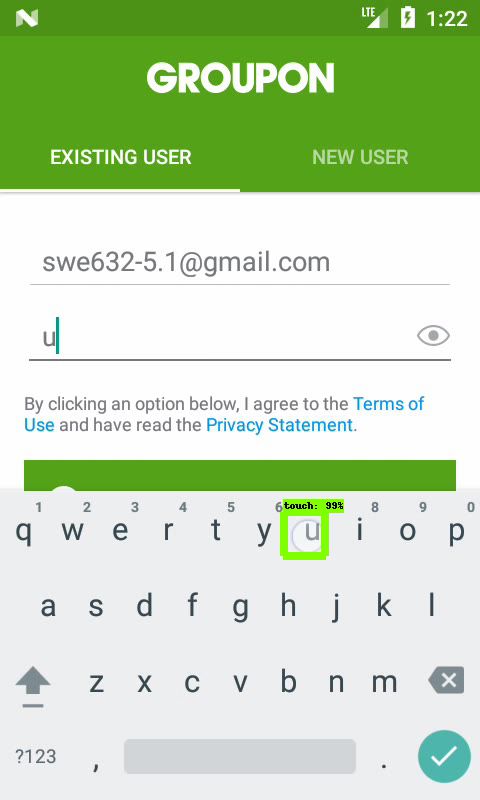 LTE 1:22
GROUPON
EXISTING USER NEW USER
swe632-5.1@gmail.com
u
By clicking an option below, I agree to the Terms of
Use and have read the Privacy Statement.
touch: 99%
1 2 3 4 5 6 8 9 0
q w e r t y u i o p
a s d f g h j k l
z x c v b n m
?123 , .